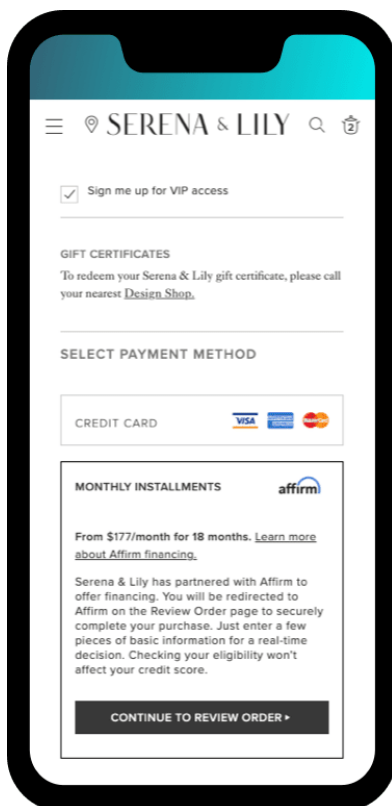 SERENA & LILY
2
Sign me up for VIP access
GIFT CERTIFICATES
To redeem your Serena & Lily gift certificate, please call
your nearest Design Shop.
SELECT PAYMENT METHOD
CREDIT CARD VISA
MONTHLY INSTALLMENTS affirm
From $177/month for 18 months. Learn more
about Affirm financing.
Serena & Lily has partnered with Affirm to
offer financing. You will be redirected to
Affirm on the Review Order page to securely
complete your purchase. Just enter a few
pieces of basic information for a real-time
decision. Checking your eligibility won't
affect your credit score.
CONTINUE TO REVIEW ORDER ▸